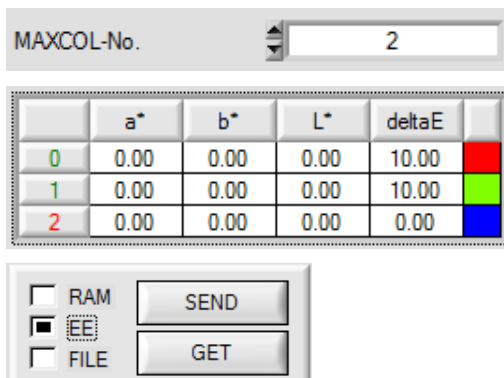 MAXCOL-No. 2
a* b* L* deltaE
0 0.00 0.00 0.00 10.00
1 0.00 0.00 0.00 10.00
2 0.00 0.00 0.00 0.00
RAM SEND
EE
FILE GET